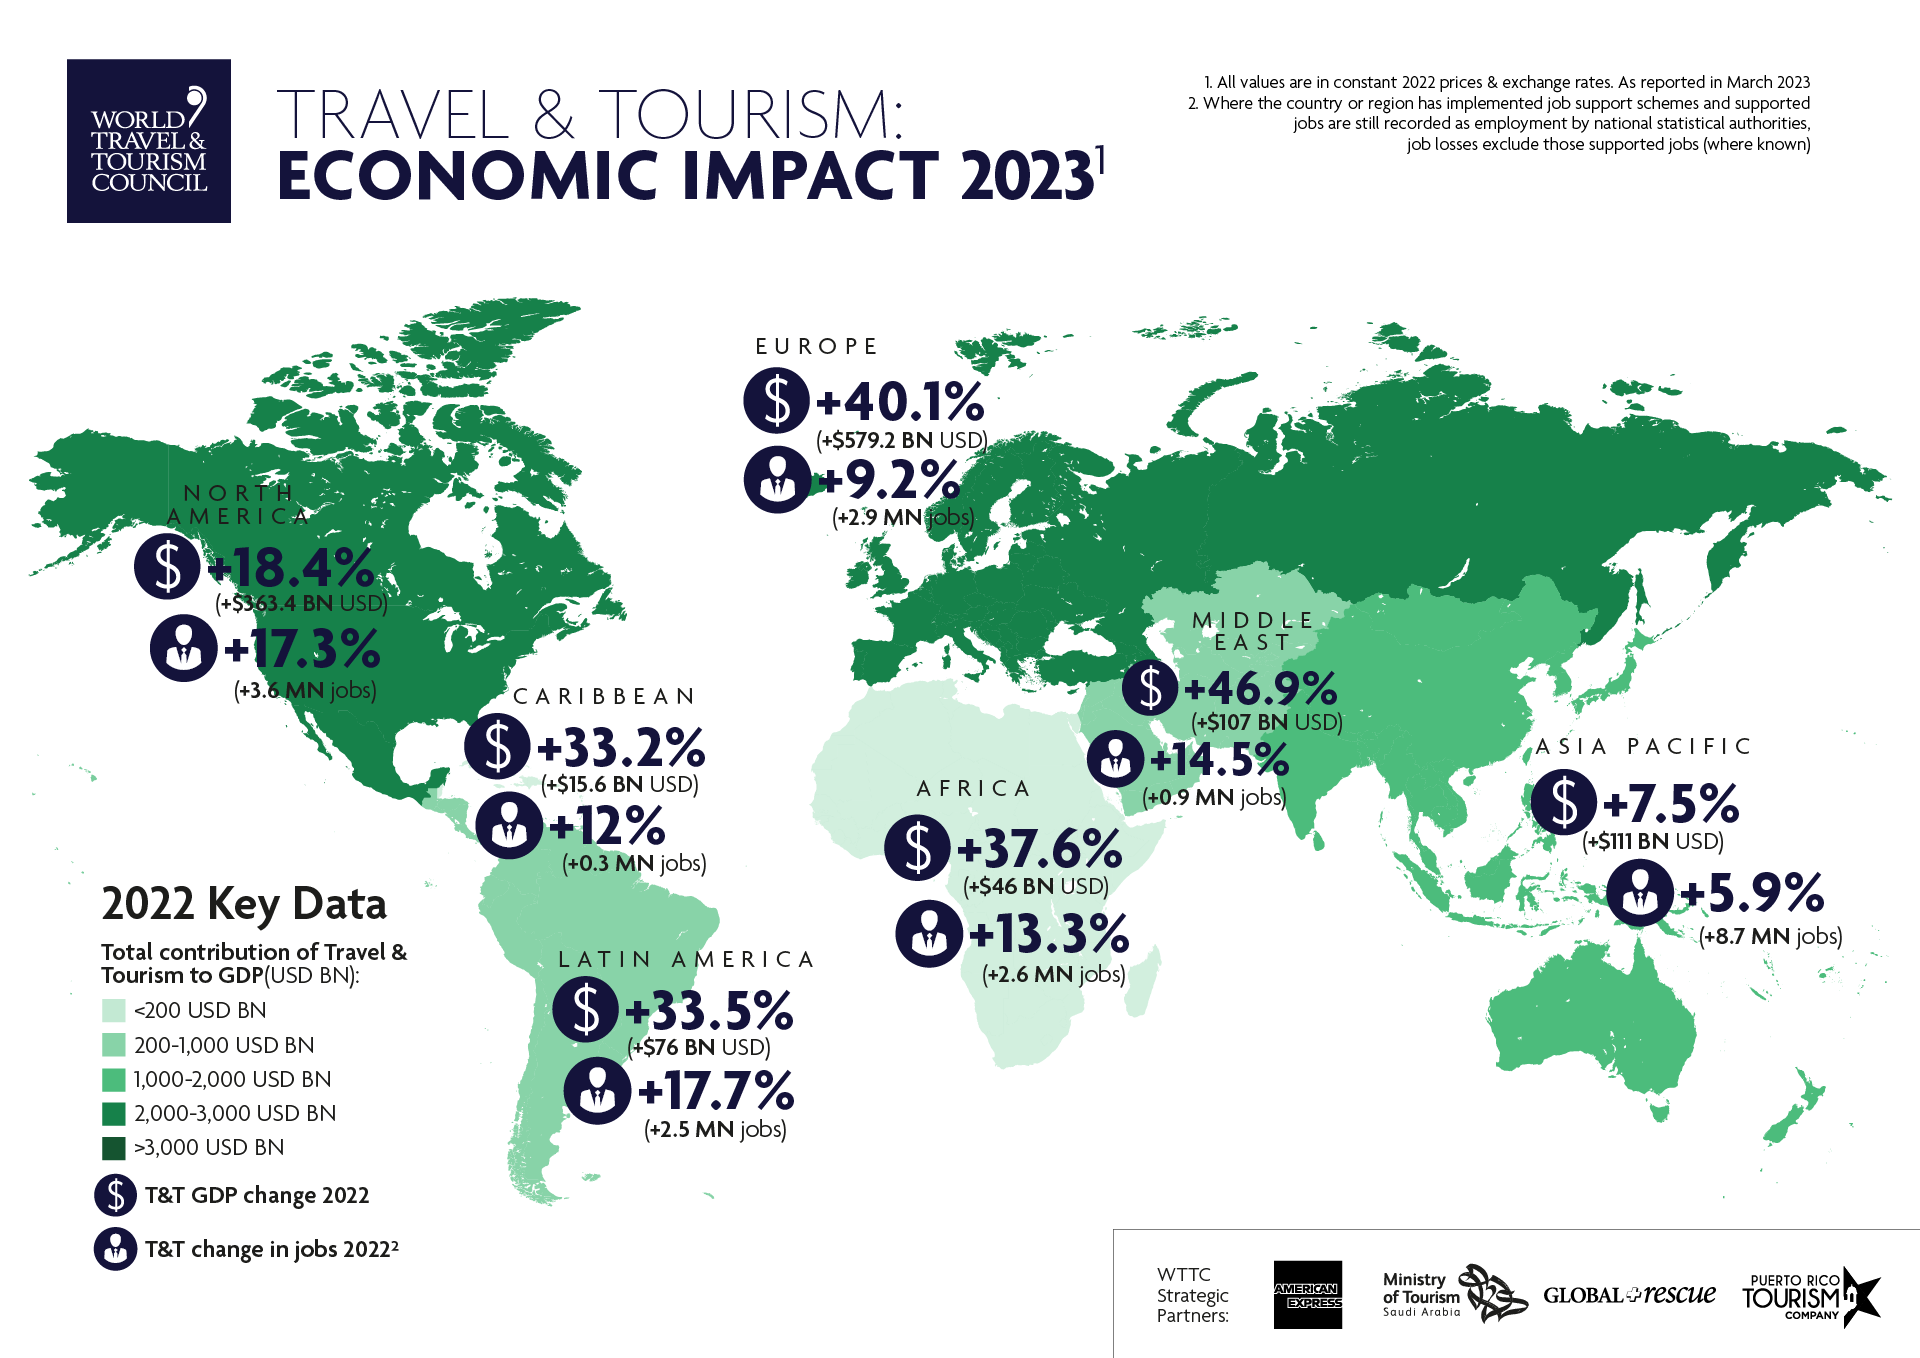 WORLD
TRAVEL &
TOURISM
COUNCIL
TRAVEL & TOURISM:
ECONOMIC IMPACT 2023¹
1. All values are in constant 2022 prices & exchange rates. As reported in March 2023
2. Where the country or region has implemented job support schemes and supported
jobs are still recorded as employment by national statistical authorities,
job losses exclude those supported jobs (where known)
EUROPE
$ +40.1%
(+$579.2 BN USD)
+9.2%
(+2.9 MN jobs)
NORTH
AMERICA
$ +18.4%
(+$363.4 BN USD)
+17.3%
(+3.6 MN jobs)
MIDDLE
EAST
$ +46.9%
(+$107 BN USD)
+14.5%
(+0.9 MN jobs)
CARIBBEAN
$ +33.2%
(+$15.6 BN USD)
+12%
(+0.3 MN jobs)
AFRICA
$ +37.6%
(+$46 BN USD)
+13.3%
(+2.6 MN jobs)
ASIA PACIFIC
$ +7.5%
(+$111 BN USD)
+5.9%
(+8.7 MN jobs)
LATIN AMERICA
$ +33.5%
(+$76 BN USD)
+17.7%
(+2.5 MN jobs)
2022 Key Data
Total contribution of Travel &
Tourism to GDP(USD BN):
<200 USD BN
200-1,000 USD BN
1,000-2,000 USD BN
2,000-3,000 USD BN
>3,000 USD BN
$ T&T GDP change 2022
T&T change in jobs 2022²
WTTC
Strategic
Partners:
AMERICAN
EXPRESS
Ministry
of Tourism
Saudi Arabia
GLOBAL rescue
PUERTO RICO
TOURISM
COMPANY